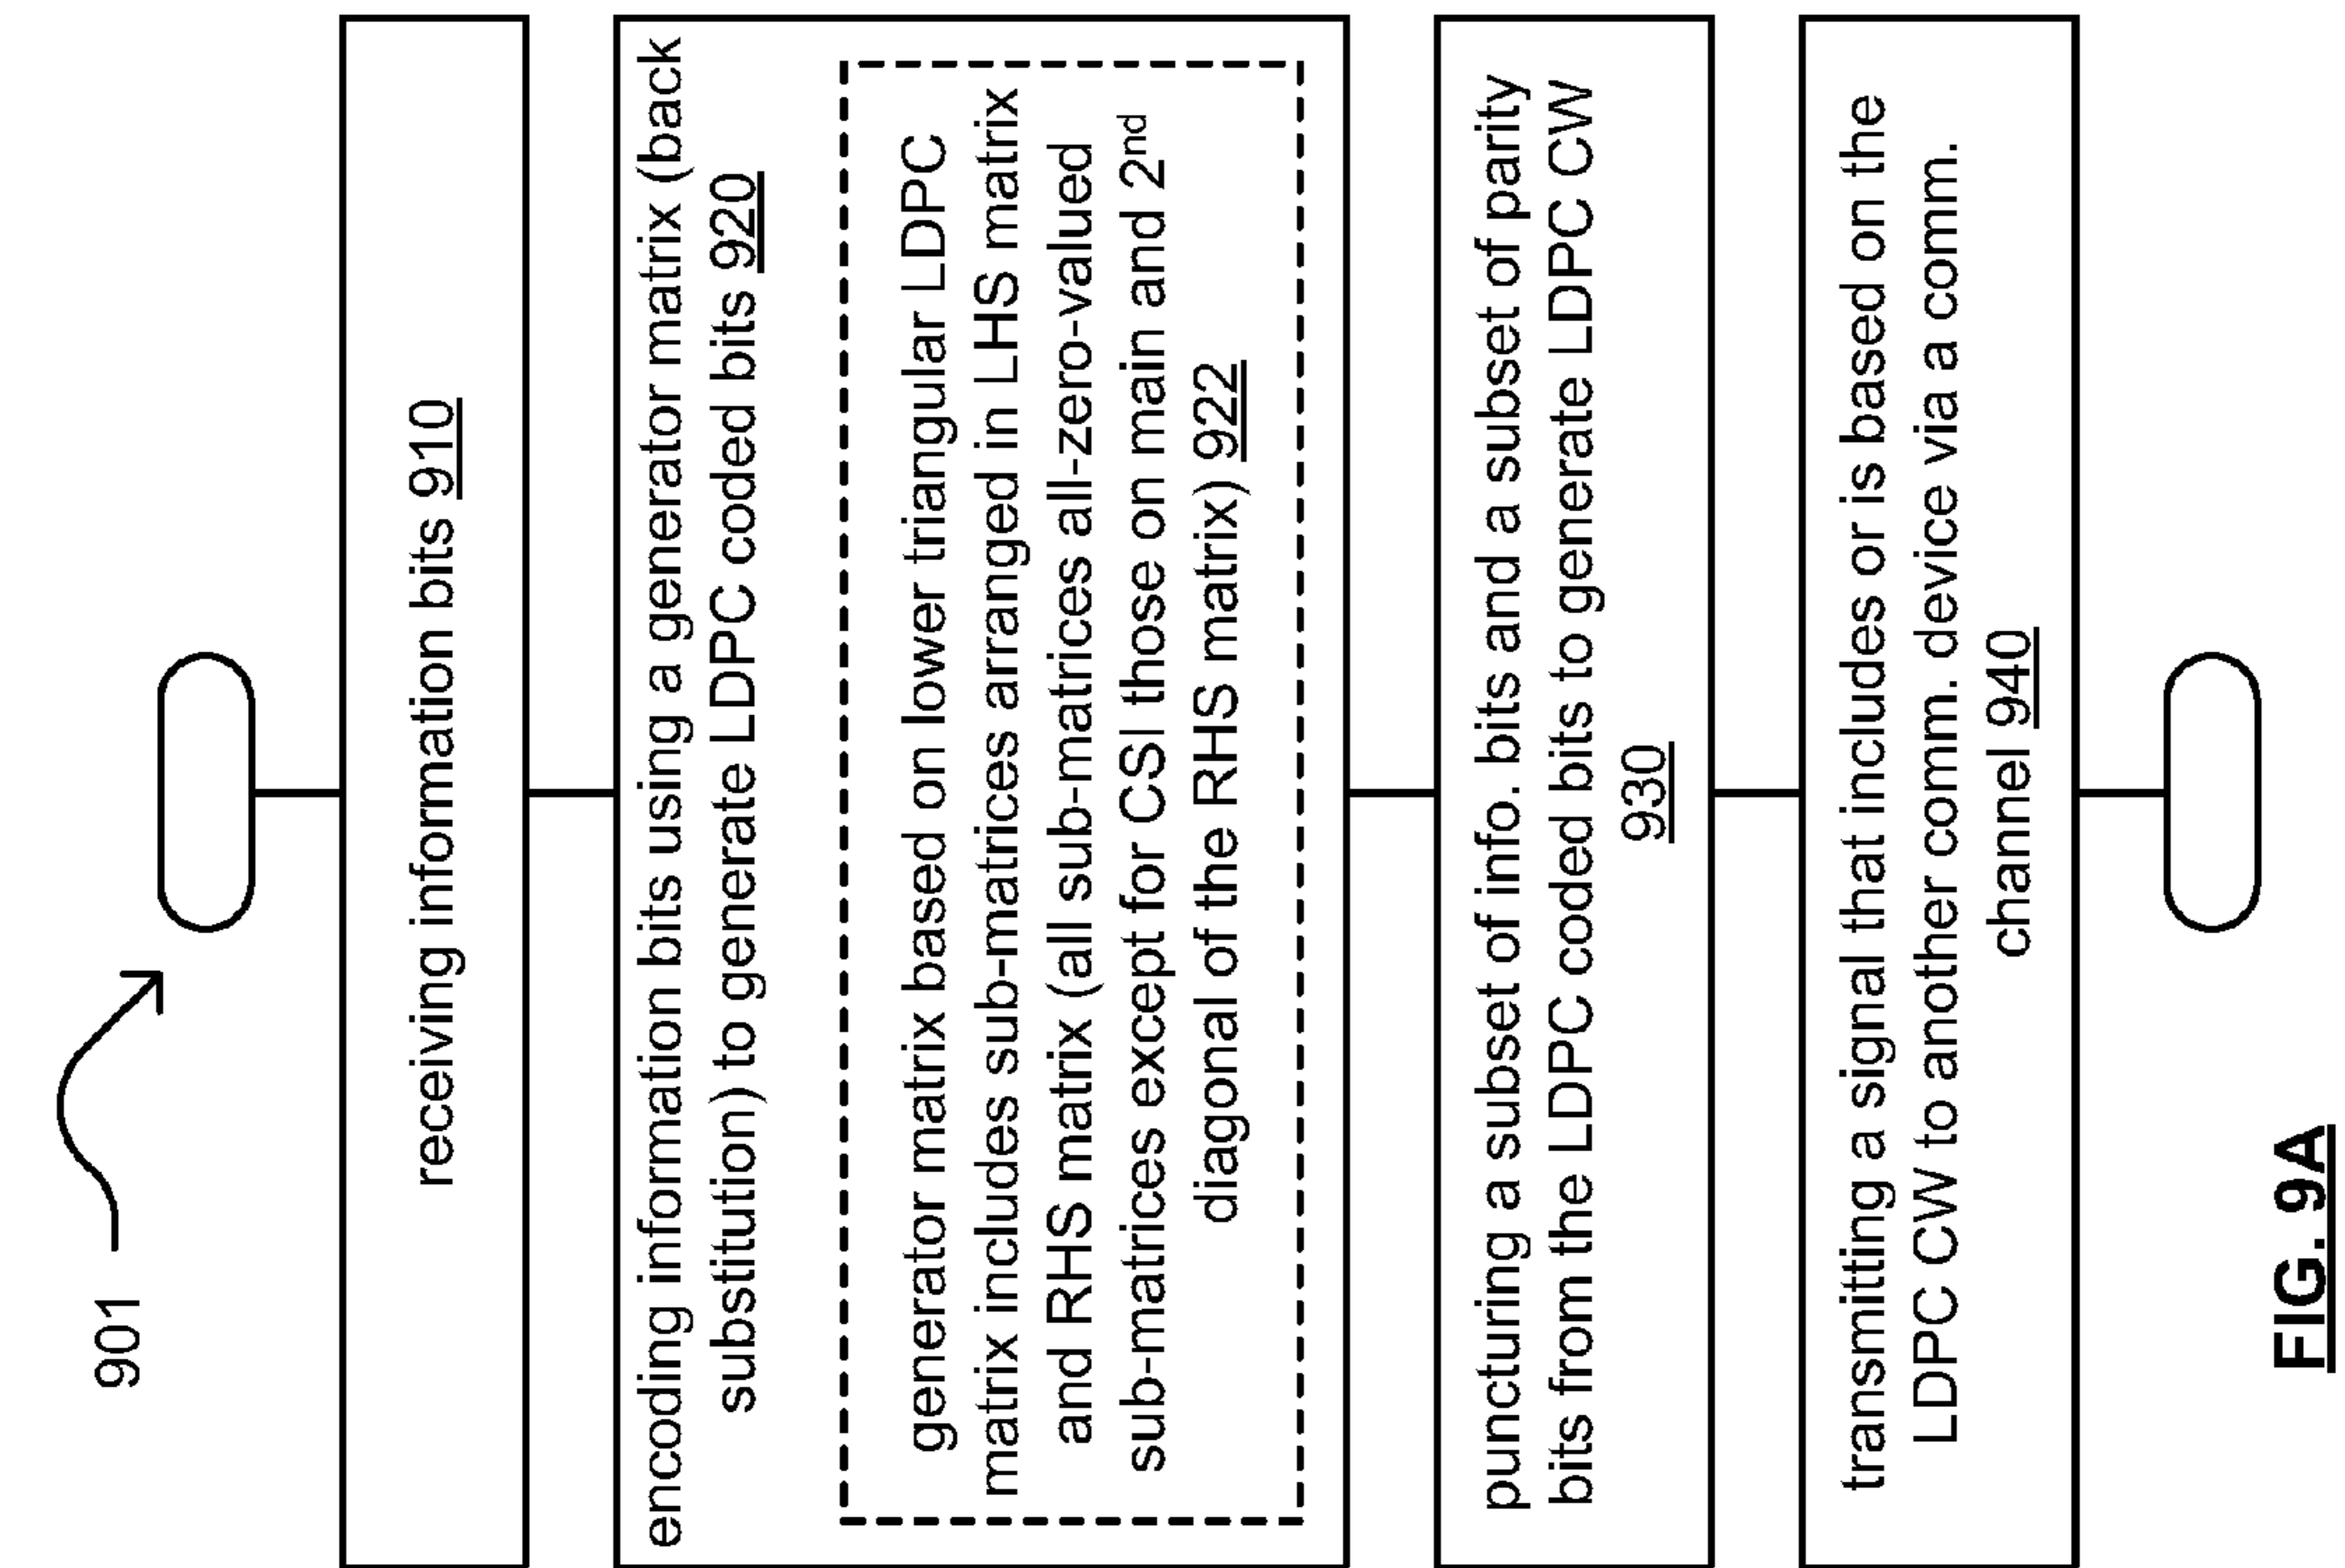 901
receiving information bits 910
encoding information bits using a generator matrix (back
substitution) to generate LDPC coded bits 920
generator matrix based on lower triangular LDPC
matrix includes sub-matrices arranged in LHS matrix
and RHS matrix (all sub-matrices all-zero-valued
sub-matrices except for CSI those on main and 2nd
diagonal of the RHS matrix) 922
puncturing a subset of info. bits and a subset of parity
bits from the LDPC coded bits to generate LDPC CW
930
transmitting a signal that includes or is based on the
LDPC CW to another comm. device via a comm.
channel 940
FIG. 9A